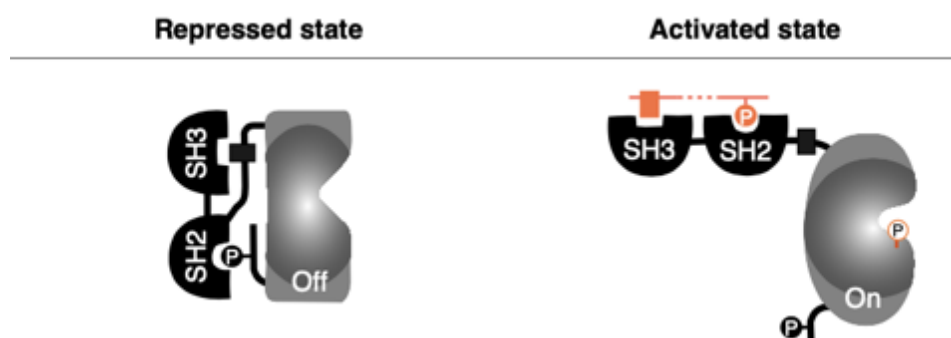 Repressed state
Activated state
SH3
SH2
P
Off
SH3
SH2
P
P
On
P